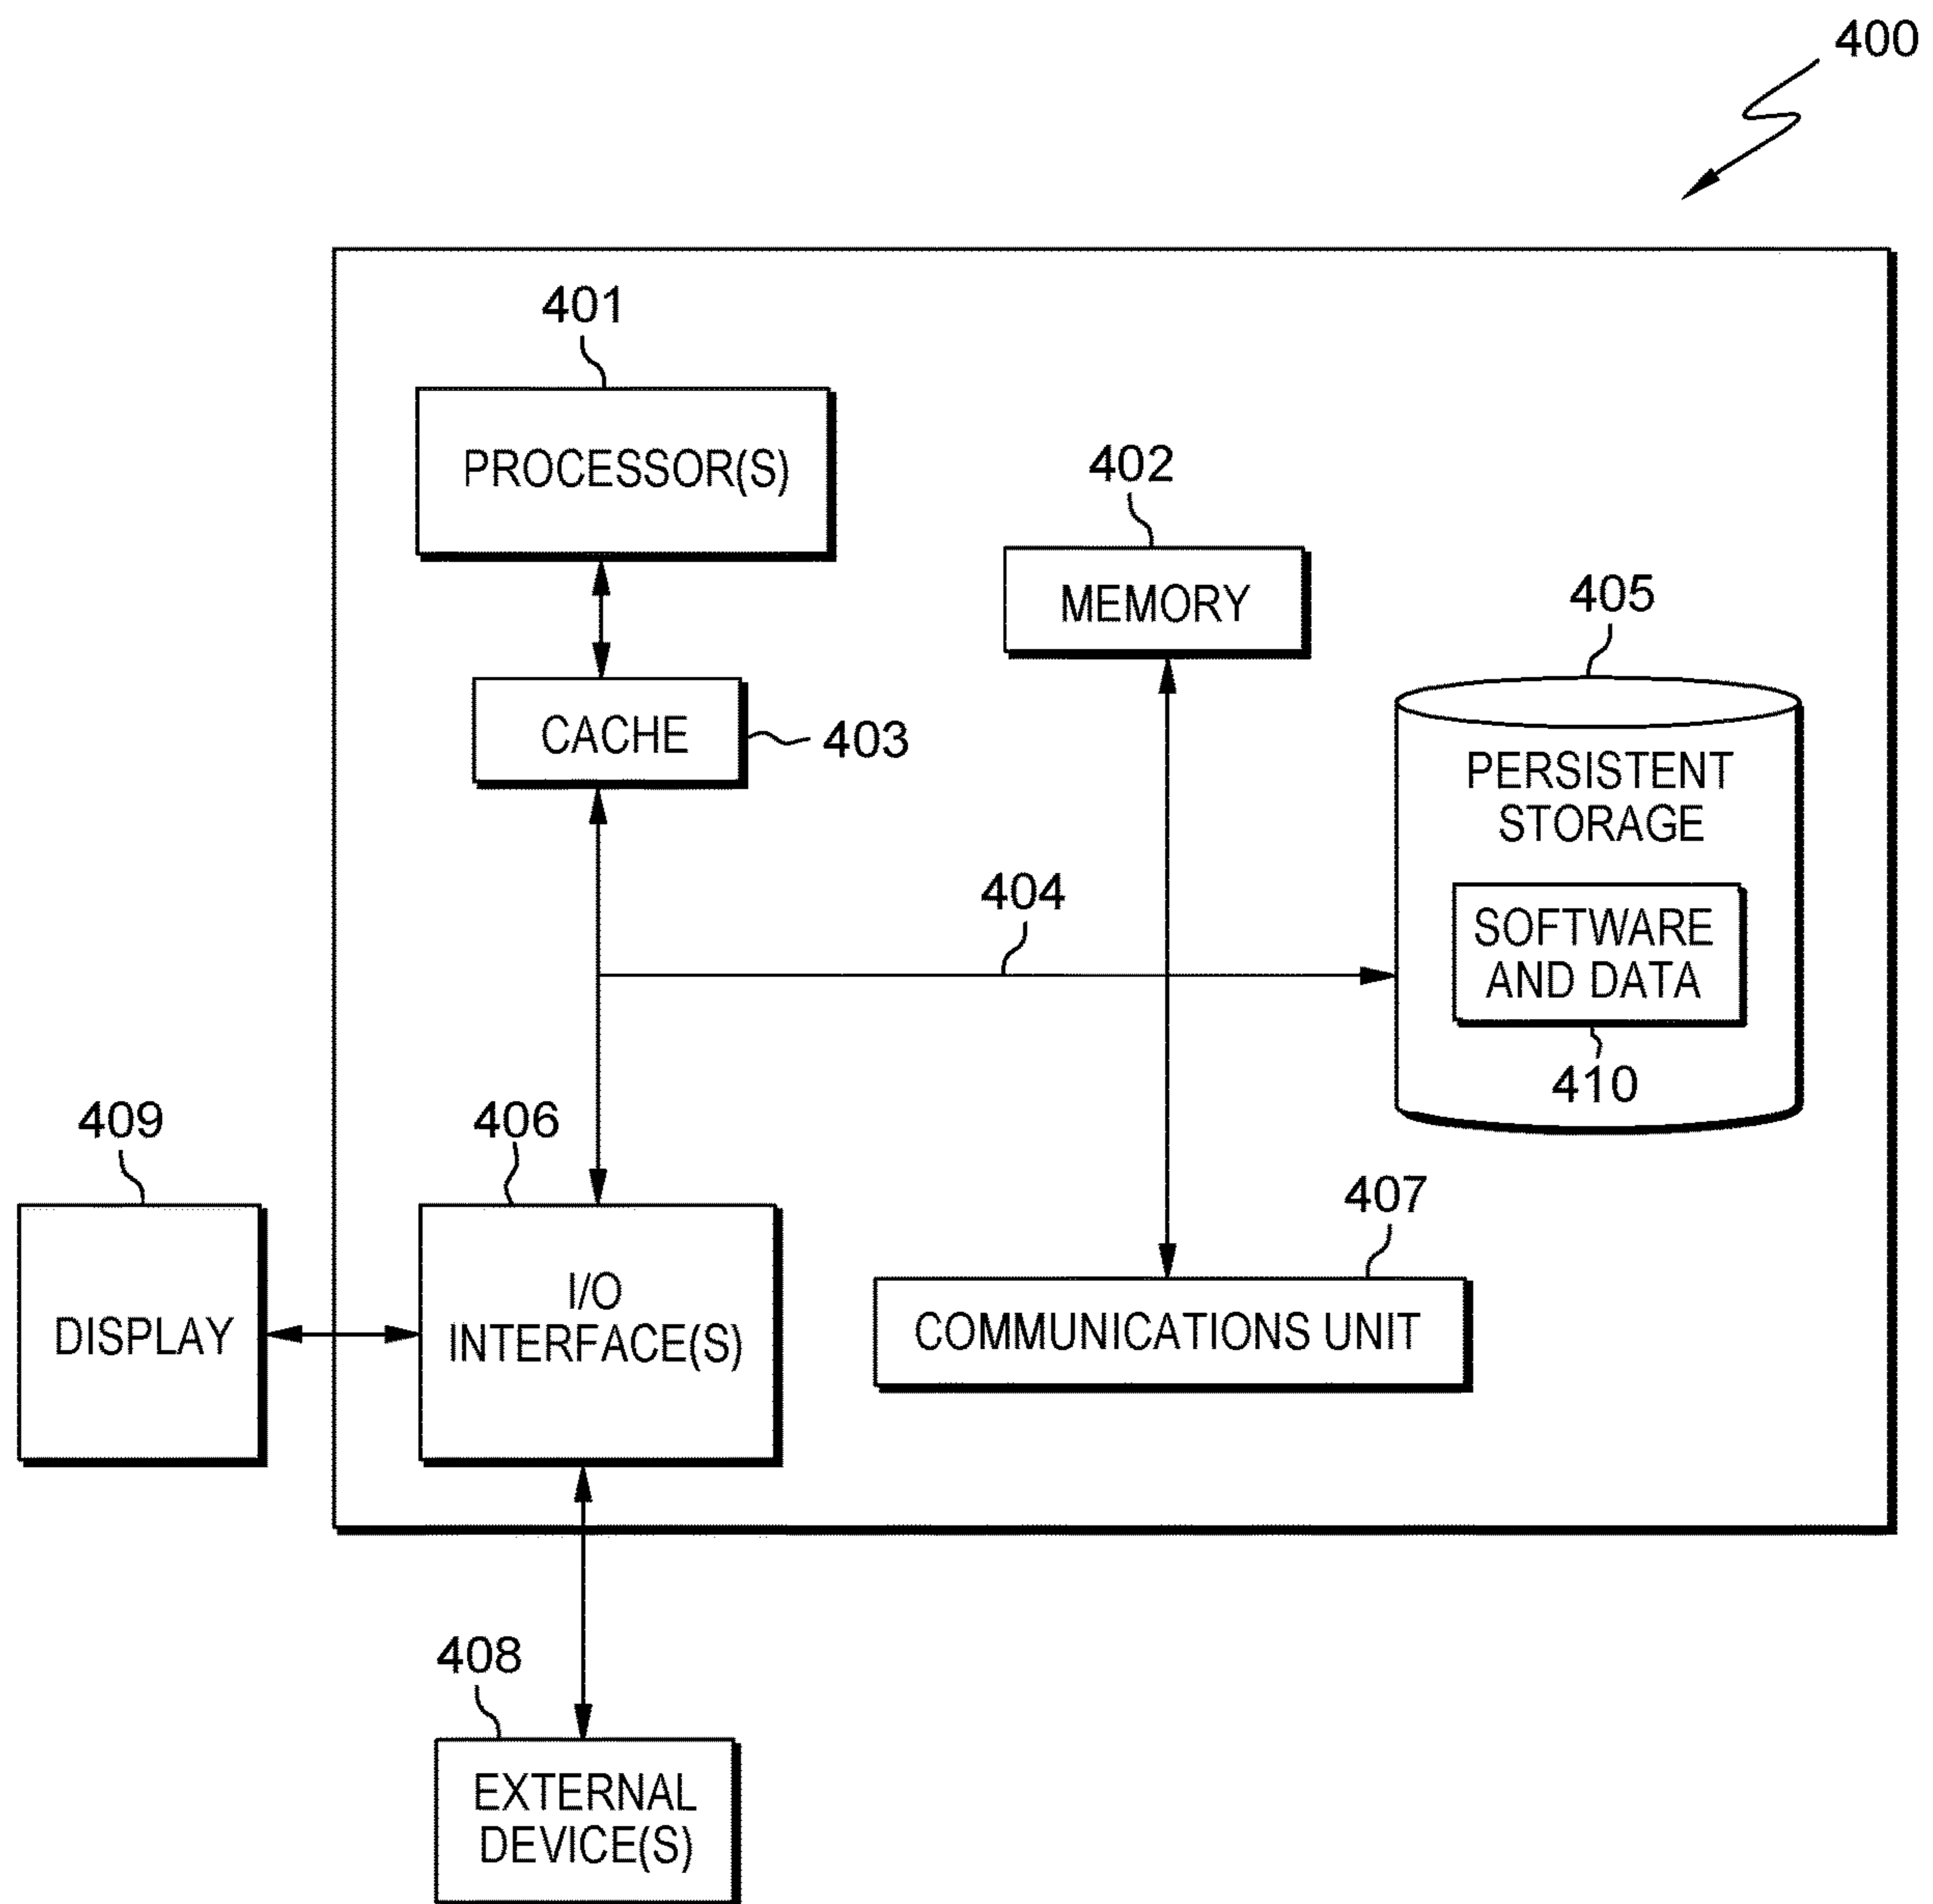 400
401
PROCESSOR(S)
402
MEMORY
405
CACHE
403
PERSISTENT
STORAGE
404
SOFTWARE
AND DATA
410
409
406
407
DISPLAY
I/O
INTERFACE(S)
COMMUNICATIONS UNIT
408
EXTERNAL
DEVICE(S)